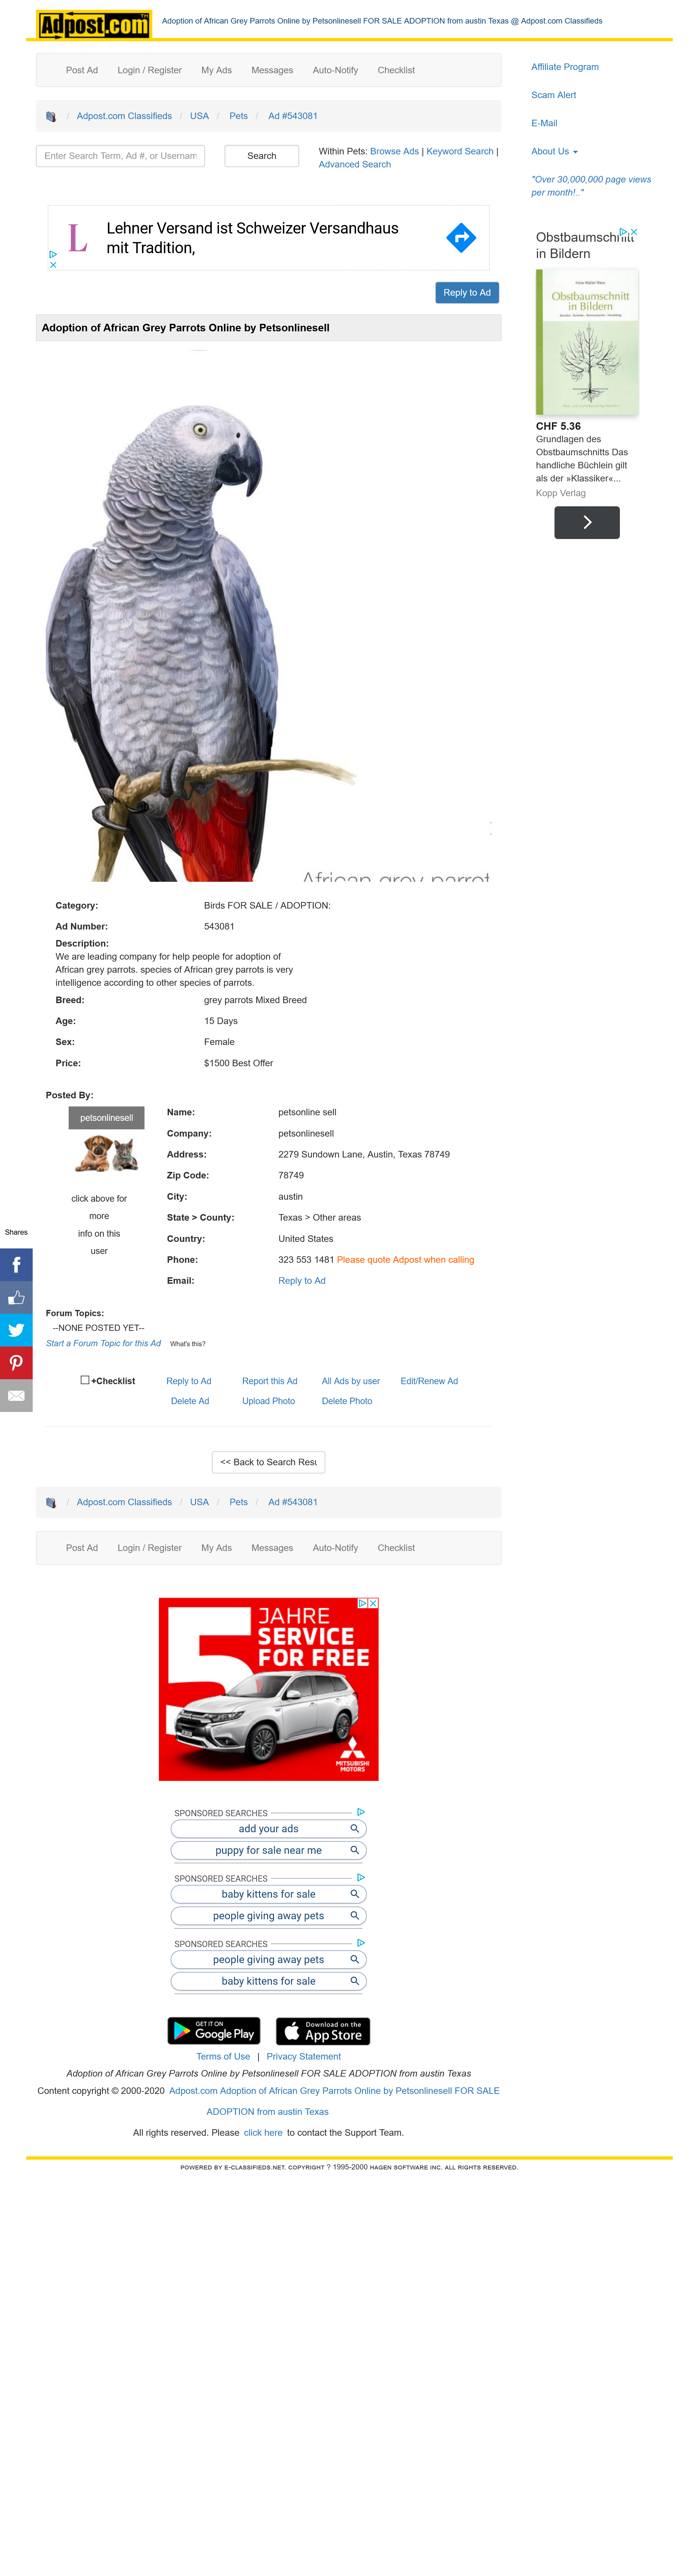 Adpost.com TM
Adoption of African Grey Parrots Online by Petsonlinesell FOR SALE ADOPTION from austin Texas @ Adpost.com Classifieds
Post Ad Login / Register My Ads Messages Auto-Notify Checklist
/ Adpost.com Classifieds / USA / Pets / Ad #543081
Enter Search Term, Ad #, or Usernam
Search
Within Pets: Browse Ads | Keyword Search |
Advanced Search
Affiliate Program
Scam Alert
E-Mail
About Us
"Over 30,000,000 page views
per month!.."
L
Lehner Versand ist Schweizer Versandhaus
mit Tradition,
Reply to Ad
Adoption of African Grey Parrots Online by Petsonlinesell
Obstbaumschnitt
in Bildern
Obstbaumschnitt
in Bildern
CHF 5.36
Grundlagen des
Obstbaumschnitts Das
handliche Büchlein gilt
als der »Klassiker«...
Kopp Verlag
African grey parrot
Category: Birds FOR SALE / ADOPTION:
Ad Number: 543081
Description:
We are leading company for help people for adoption of
African grey parrots. species of African grey parrots is very
intelligence according to other species of parrots.
Breed: grey parrots Mixed Breed
Age: 15 Days
Sex: Female
Price: $1500 Best Offer
Posted By:
petsonlinesell
click above for
more
info on this
user
Name: petsonline sell
Company: petsonlinesell
Address: 2279 Sundown Lane, Austin, Texas 78749
Zip Code: 78749
City: austin
State > County: Texas > Other areas
Country: United States
Phone: 323 553 1481 Please quote Adpost when calling
Email: Reply to Ad
Shares
Forum Topics:
--NONE POSTED YET--
Start a Forum Topic for this Ad What's this?
+Checklist Reply to Ad Report this Ad All Ads by user Edit/Renew Ad
Delete Ad Upload Photo Delete Photo
<< Back to Search Resu
/ Adpost.com Classifieds / USA / Pets / Ad #543081
Post Ad Login / Register My Ads Messages Auto-Notify Checklist
5 JAHRE
SERVICE
FOR FREE
MITSUBISHI
MOTORS
SPONSORED SEARCHES
add your ads
puppy for sale near me
SPONSORED SEARCHES
baby kittens for sale
people giving away pets
SPONSORED SEARCHES
people giving away pets
baby kittens for sale
GET IT ON
Google Play
Download on the
App Store
Terms of Use | Privacy Statement
Adoption of African Grey Parrots Online by Petsonlinesell FOR SALE ADOPTION from austin Texas
Content copyright © 2000-2020 Adpost.com Adoption of African Grey Parrots Online by Petsonlinesell FOR SALE
ADOPTION from austin Texas
All rights reserved. Please click here to contact the Support Team.
POWERED BY E-CLASSIFIEDS.NET. COPYRIGHT ? 1995-2000 HAGEN SOFTWARE INC. ALL RIGHTS RESERVED.